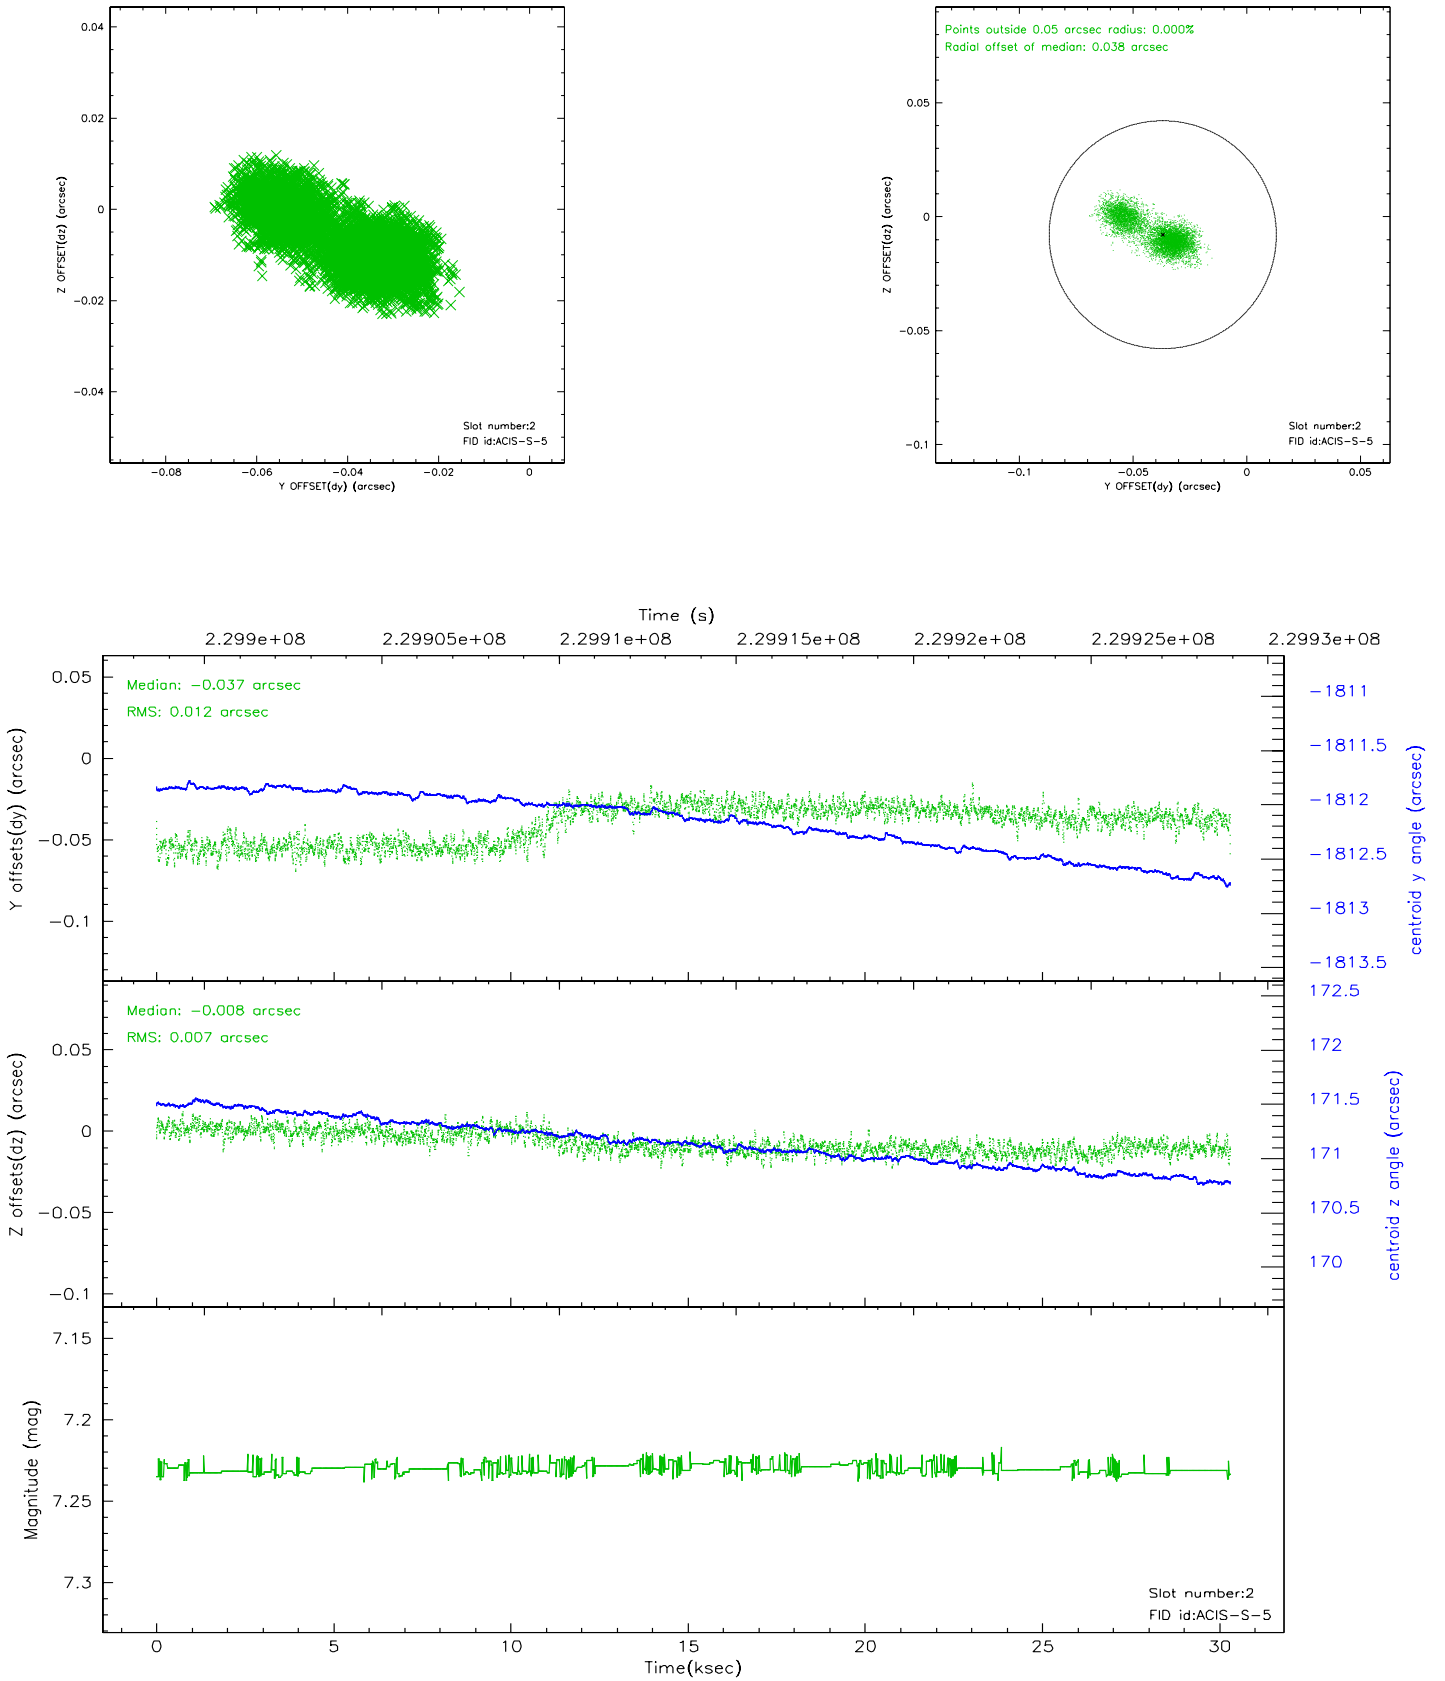 0.04
0.02
0
−0.02
−0.04
Z OFFSET(dz) (arcsec)
Slot number:2
FID id:ACIS−S−5
−0.08 −0.06 −0.04 −0.02 0
Y OFFSET(dy) (arcsec)
Points outside 0.05 arcsec radius: 0.000%
Radial offset of median: 0.038 arcsec
0.05
0
−0.05
−0.1
Z OFFSET(dz) (arcsec)
Slot number:2
FID id:ACIS−S−5
−0.1 −0.05 0 0.05
Y OFFSET(dy) (arcsec)
Time (s)
2.299e+08 2.29905e+08 2.2991e+08 2.29915e+08 2.2992e+08 2.29925e+08 2.2993e+08
Median: −0.037 arcsec
RMS: 0.012 arcsec
0.05
0
−0.05
−0.1
Y offsets(dy) (arcsec)
−1811
−1811.5
−1812
−1812.5
−1813
−1813.5
centroid y angle (arcsec)
Median: −0.008 arcsec
RMS: 0.007 arcsec
0.05
0
−0.05
−0.1
Z offsets(dz) (arcsec)
172.5
172
171.5
171
170.5
170
centroid z angle (arcsec)
7.15
7.2
7.25
7.3
Magnitude (mag)
Slot number:2
FID id:ACIS−S−5
0 5 10 15 20 25 30
Time(ksec)